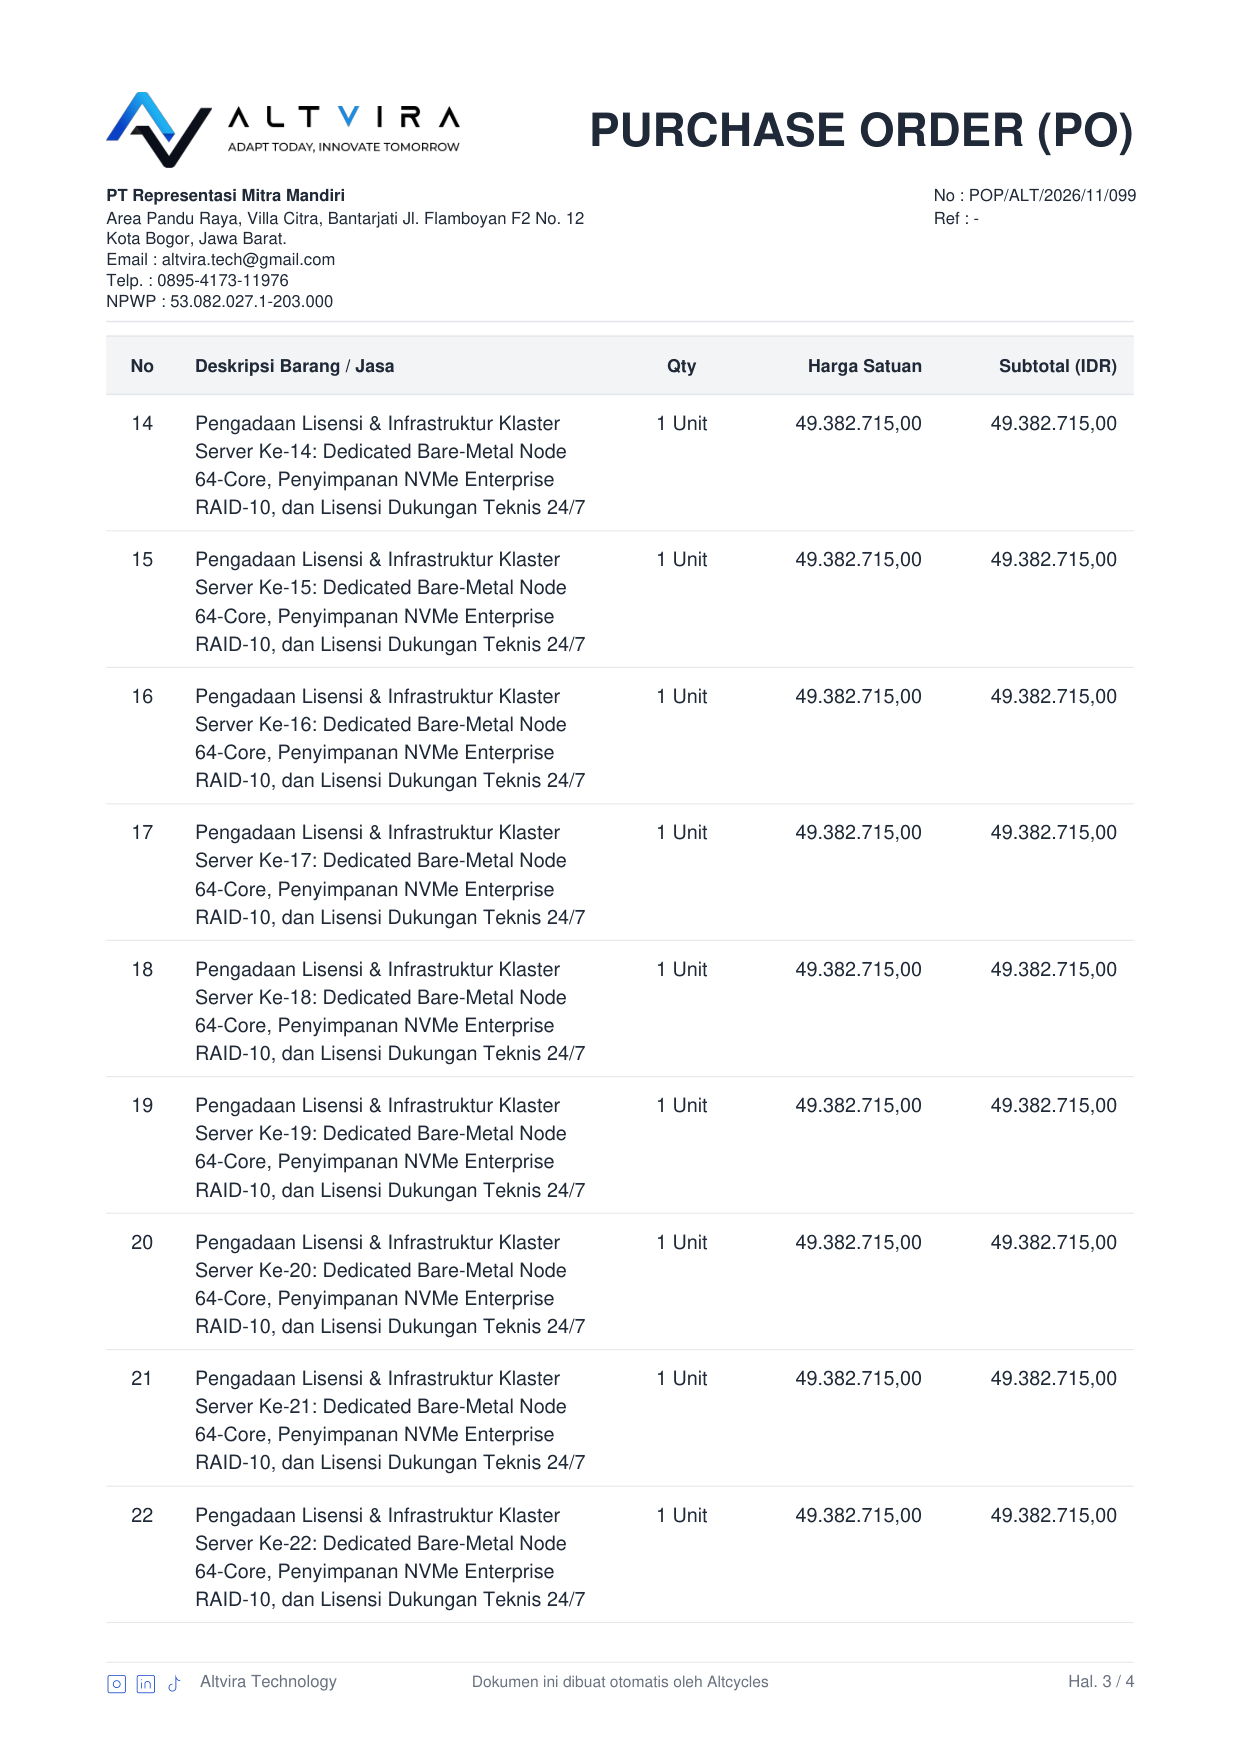 ALTVIRA
ADAPT TODAY, INNOVATE TOMORROW
PURCHASE ORDER (PO)
PT Representasi Mitra Mandiri
Area Pandu Raya, Villa Citra, Bantarjati Jl. Flamboyan F2 No. 12
Kota Bogor, Jawa Barat.
Email : altvira.tech@gmail.com
Telp. : 0895-4173-11976
NPWP : 53.082.027.1-203.000
No : POP/ALT/2026/11/099
Ref : -
No Deskripsi Barang / Jasa Qty Harga Satuan Subtotal (IDR)
14 Pengadaan Lisensi & Infrastruktur Klaster 1 Unit 49.382.715,00 49.382.715,00
Server Ke-14: Dedicated Bare-Metal Node
64-Core, Penyimpanan NVMe Enterprise
RAID-10, dan Lisensi Dukungan Teknis 24/7
15 Pengadaan Lisensi & Infrastruktur Klaster 1 Unit 49.382.715,00 49.382.715,00
Server Ke-15: Dedicated Bare-Metal Node
64-Core, Penyimpanan NVMe Enterprise
RAID-10, dan Lisensi Dukungan Teknis 24/7
16 Pengadaan Lisensi & Infrastruktur Klaster 1 Unit 49.382.715,00 49.382.715,00
Server Ke-16: Dedicated Bare-Metal Node
64-Core, Penyimpanan NVMe Enterprise
RAID-10, dan Lisensi Dukungan Teknis 24/7
17 Pengadaan Lisensi & Infrastruktur Klaster 1 Unit 49.382.715,00 49.382.715,00
Server Ke-17: Dedicated Bare-Metal Node
64-Core, Penyimpanan NVMe Enterprise
RAID-10, dan Lisensi Dukungan Teknis 24/7
18 Pengadaan Lisensi & Infrastruktur Klaster 1 Unit 49.382.715,00 49.382.715,00
Server Ke-18: Dedicated Bare-Metal Node
64-Core, Penyimpanan NVMe Enterprise
RAID-10, dan Lisensi Dukungan Teknis 24/7
19 Pengadaan Lisensi & Infrastruktur Klaster 1 Unit 49.382.715,00 49.382.715,00
Server Ke-19: Dedicated Bare-Metal Node
64-Core, Penyimpanan NVMe Enterprise
RAID-10, dan Lisensi Dukungan Teknis 24/7
20 Pengadaan Lisensi & Infrastruktur Klaster 1 Unit 49.382.715,00 49.382.715,00
Server Ke-20: Dedicated Bare-Metal Node
64-Core, Penyimpanan NVMe Enterprise
RAID-10, dan Lisensi Dukungan Teknis 24/7
21 Pengadaan Lisensi & Infrastruktur Klaster 1 Unit 49.382.715,00 49.382.715,00
Server Ke-21: Dedicated Bare-Metal Node
64-Core, Penyimpanan NVMe Enterprise
RAID-10, dan Lisensi Dukungan Teknis 24/7
22 Pengadaan Lisensi & Infrastruktur Klaster 1 Unit 49.382.715,00 49.382.715,00
Server Ke-22: Dedicated Bare-Metal Node
64-Core, Penyimpanan NVMe Enterprise
RAID-10, dan Lisensi Dukungan Teknis 24/7
Altvira Technology Dokumen ini dibuat otomatis oleh Altcycles Hal. 3 / 4